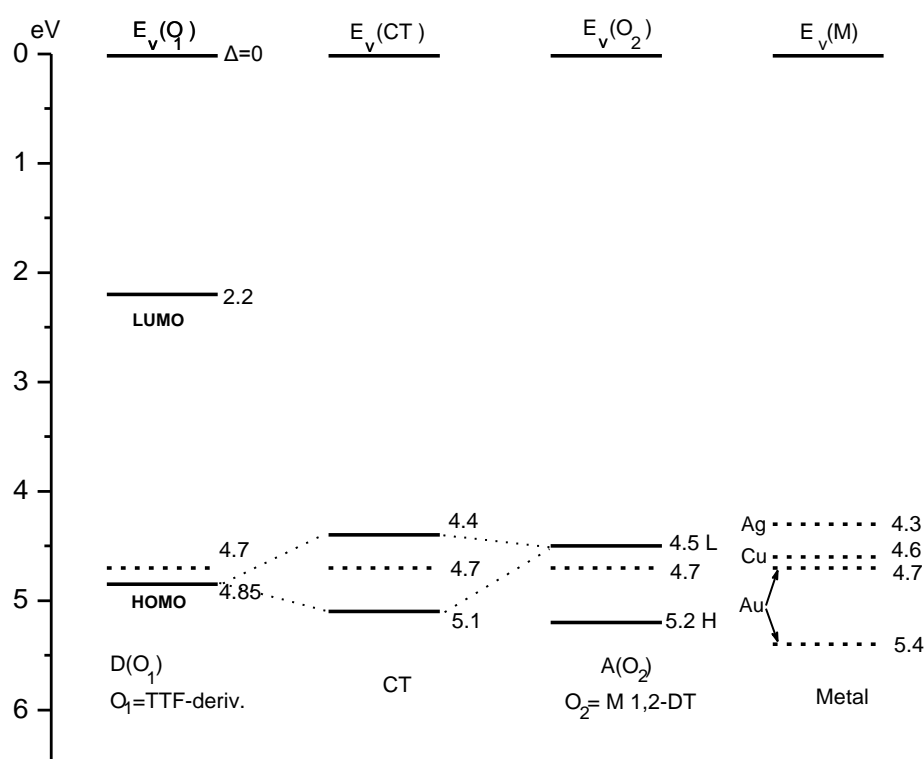 eV E_v(O_1) E_v(CT) E_v(O_2) E_v(M)
0 Δ=0
1
2 2.2
LUMO
3
4
4.7 4.4 4.5 L Ag 4.3
4.7 4.7 Cu 4.6
4.7
HOMO 4.85
5 5.1 5.2 H Au
5.4
D(O_1) CT A(O_2) Metal
O_1=TTF-deriv. O_2= M 1,2-DT
6